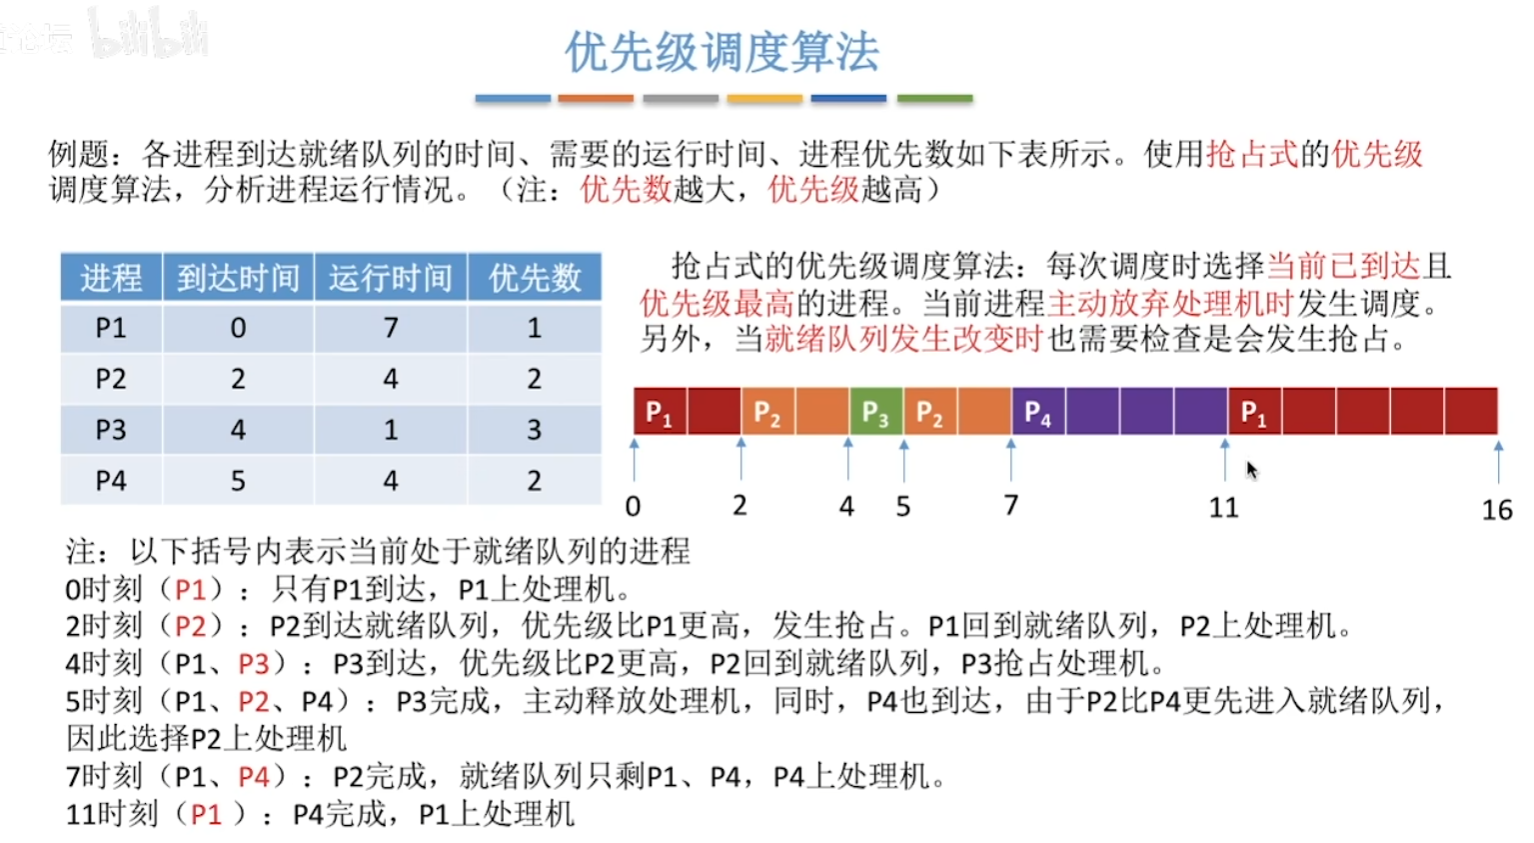 论坛 bilibili
优先级调度算法
例题：各进程到达就绪队列的时间、需要的运行时间、进程优先数如下表所示。使用抢占式的优先级
调度算法，分析进程运行情况。（注：优先数越大，优先级越高）
进程 到达时间 运行时间 优先数
P1 0 7 1
P2 2 4 2
P3 4 1 3
P4 5 4 2
抢占式的优先级调度算法：每次调度时选择当前已到达且
优先级最高的进程。当前进程主动放弃处理机时发生调度。
另外，当就绪队列发生改变时也需要检查是会发生抢占。
P1 P2 P3 P2 P4 P1
0 2 4 5 7 11 16
注：以下括号内表示当前处于就绪队列的进程
0时刻（P1）：只有P1到达，P1上处理机。
2时刻（P2）：P2到达就绪队列，优先级比P1更高，发生抢占。P1回到就绪队列，P2上处理机。
4时刻（P1、P3）：P3到达，优先级比P2更高，P2回到就绪队列，P3抢占处理机。
5时刻（P1、P2、P4）：P3完成，主动释放处理机，同时，P4也到达，由于P2比P4更先进入就绪队列，
因此选择P2上处理机
7时刻（P1、P4）：P2完成，就绪队列只剩P1、P4，P4上处理机。
11时刻（P1 ）：P4完成，P1上处理机